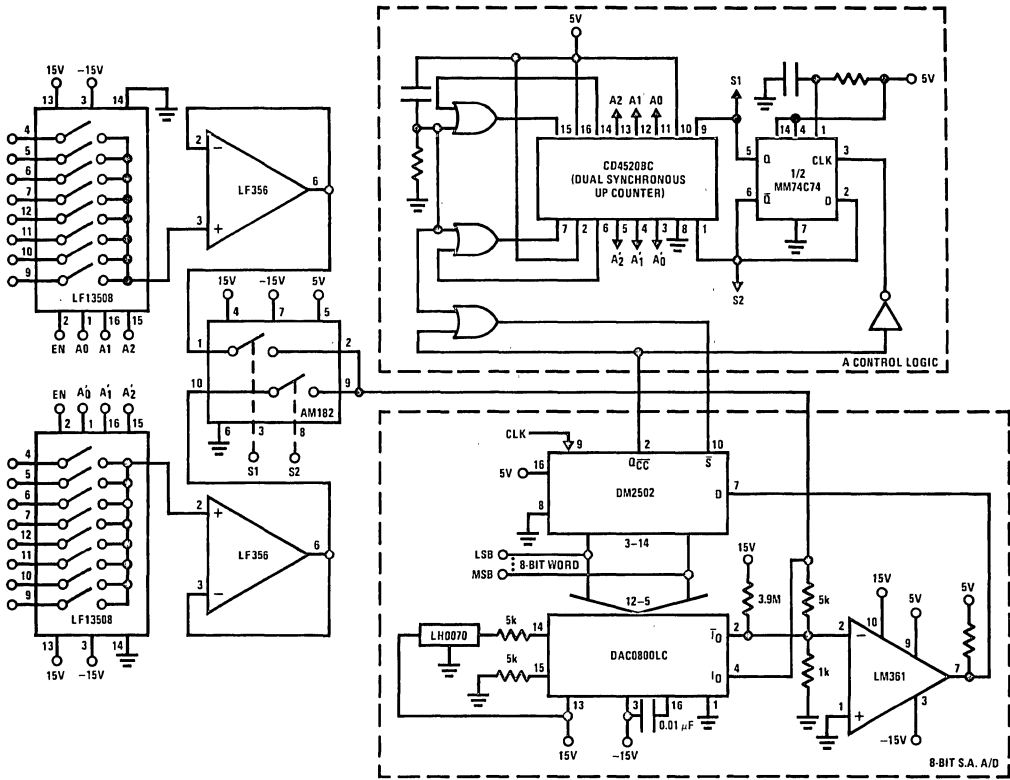 15V
-15V
13
3
14
4
5
6
7
12
11
10
9
LF13508
2
1
16
15
EN
A0
A1
A2
2
-
LF356
6
3
+
EN
A'0
A'1
A'2
2
1
16
15
4
5
6
7
12
11
10
9
LF13508
13
3
14
15V
-15V
2
+
LF356
6
3
-
15V
-15V
5V
4
7
5
1
2
10
9
AM182
6
3
8
S1
S2
5V
A2
A1
A0
15
16
14
13
12
11
10
9
CD4520BC
(DUAL SYNCHRONOUS
UP COUNTER)
7
2
6
5
4
3
8
1
A'2
A'1
A'0
S1
5V
14
4
1
5
Q
CLK
3
1/2
MM74C74
6
Q̅
D
2
7
S2
A CONTROL LOGIC
CLK
9
2
10
QC̅C̅
S̅
5V
16
DM2502
D
7
8
3-14
LSB
8-BIT WORD
MSB
12-5
15V
3.9M
5k
1k
LH0070
5k
14
5k
15
DAC0800LC
I̅O
2
IO
4
13
3
16
1
0.01 µF
15V
-15V
15V
5V
5V
10
9
2
-
LM361
7
1
+
3
-15V
8-BIT S.A. A/D